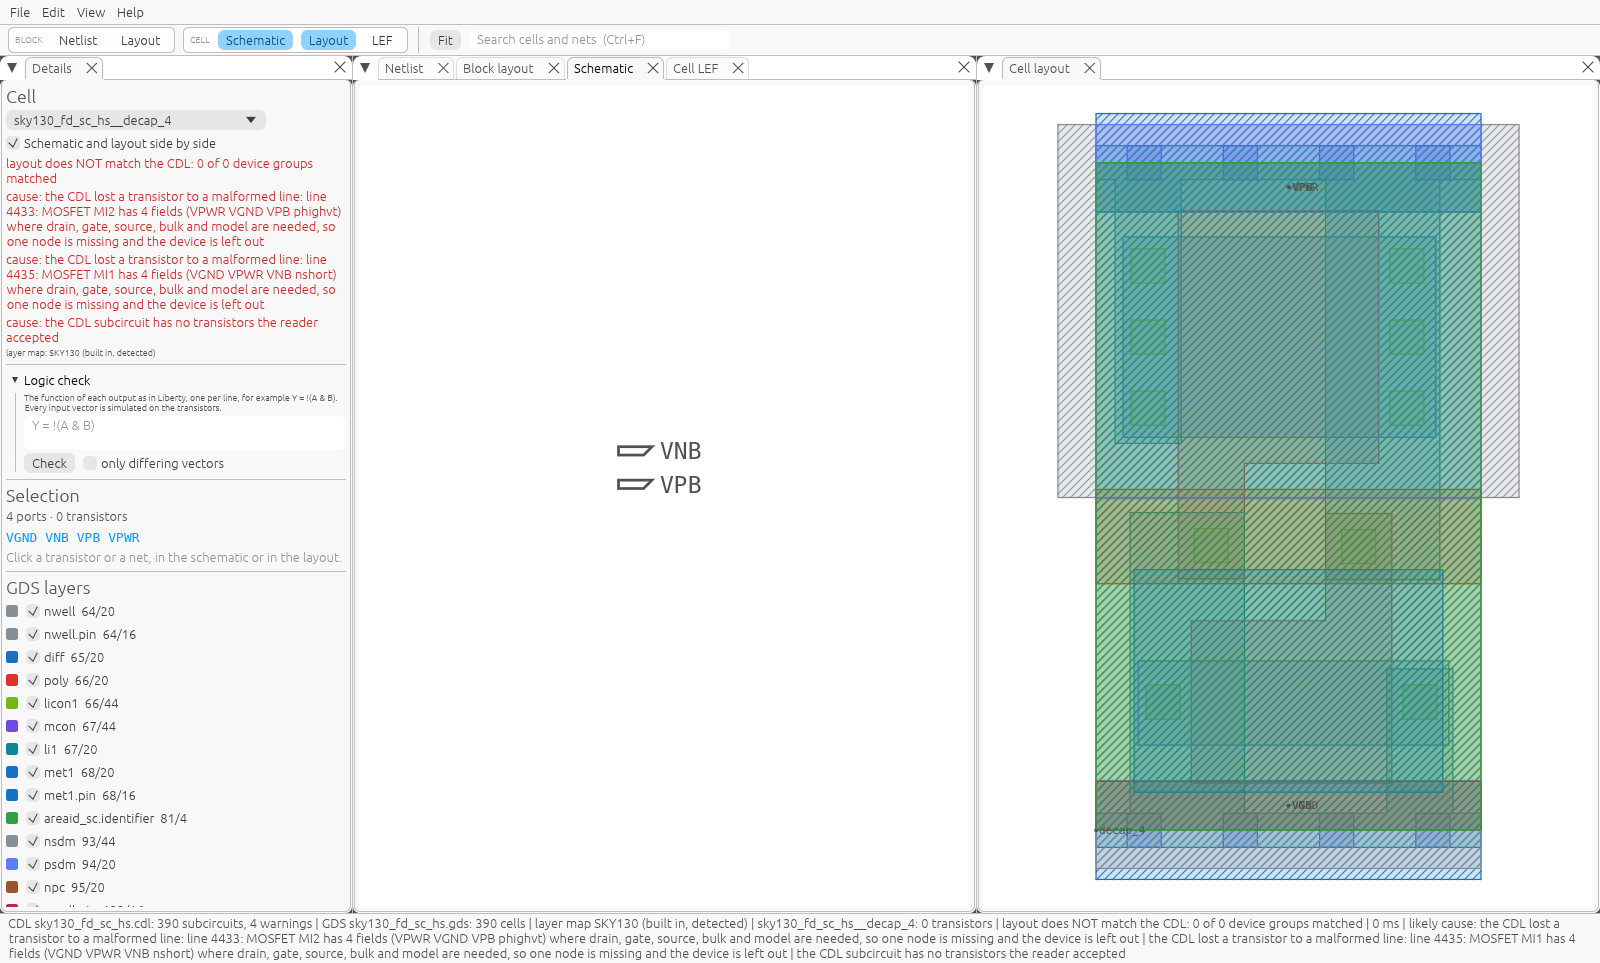 File Edit View Help
BLOCK Netlist Layout CELL Schematic Layout LEF Fit Search cells and nets (Ctrl+F)
Details
Netlist Block layout Schematic Cell LEF
Cell layout
Cell
sky130_fd_sc_hs__decap_4
Schematic and layout side by side
layout does NOT match the CDL: 0 of 0 device groups
matched
cause: the CDL lost a transistor to a malformed line: line
4433: MOSFET MI2 has 4 fields (VPWR VGND VPB phighvt)
where drain, gate, source, bulk and model are needed, so
one node is missing and the device is left out
cause: the CDL lost a transistor to a malformed line: line
4435: MOSFET MI1 has 4 fields (VGND VPWR VNB nshort)
where drain, gate, source, bulk and model are needed, so
one node is missing and the device is left out
cause: the CDL subcircuit has no transistors the reader
accepted
layer map: SKY130 (built in, detected)
Logic check
The function of each output as in Liberty, one per line, for example Y = !(A & B).
Every input vector is simulated on the transistors.
Y = !(A & B)
Check only differing vectors
Selection
4 ports · 0 transistors
VGND VNB VPB VPWR
Click a transistor or a net, in the schematic or in the layout.
GDS layers
nwell 64/20
nwell.pin 64/16
diff 65/20
poly 66/20
licon1 66/44
mcon 67/44
li1 67/20
met1 68/20
met1.pin 68/16
areaid_sc.identifier 81/4
nsdm 93/44
psdm 94/20
npc 95/20
VNB
VPB
decap_4
CDL sky130_fd_sc_hs.cdl: 390 subcircuits, 4 warnings | GDS sky130_fd_sc_hs.gds: 390 cells | layer map SKY130 (built in, detected) | sky130_fd_sc_hs__decap_4: 0 transistors | layout does NOT match the CDL: 0 of 0 device groups matched | 0 ms | likely cause: the CDL lost a
transistor to a malformed line: line 4433: MOSFET MI2 has 4 fields (VPWR VGND VPB phighvt) where drain, gate, source, bulk and model are needed, so one node is missing and the device is left out | the CDL lost a transistor to a malformed line: line 4435: MOSFET MI1 has 4
fields (VGND VPWR VNB nshort) where drain, gate, source, bulk and model are needed, so one node is missing and the device is left out | the CDL subcircuit has no transistors the reader accepted